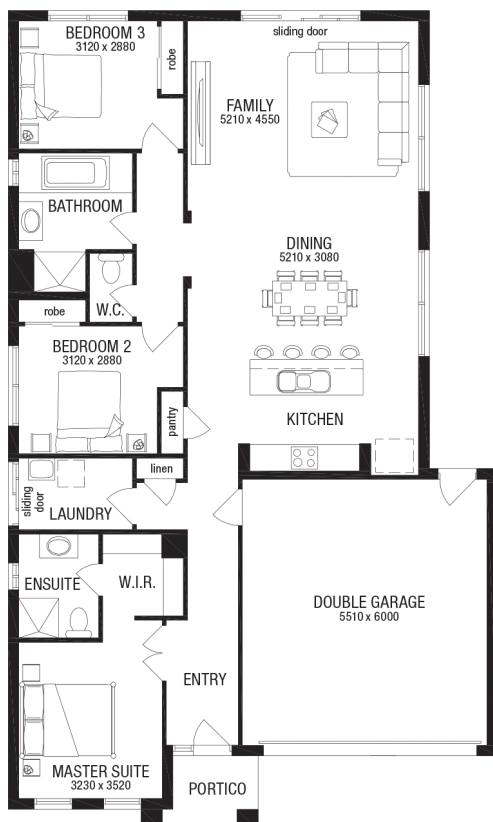 BEDROOM 3
3120 x 2880
robe
sliding door
FAMILY
5210 x 4550
BATHROOM
DINING
5210 x 3080
W.C.
robe
BEDROOM 2
3120 x 2880
pantry
KITCHEN
linen
sliding
door
LAUNDRY
ENSUITE
W.I.R.
DOUBLE GARAGE
5510 x 6000
ENTRY
MASTER SUITE
3230 x 3520
PORTICO